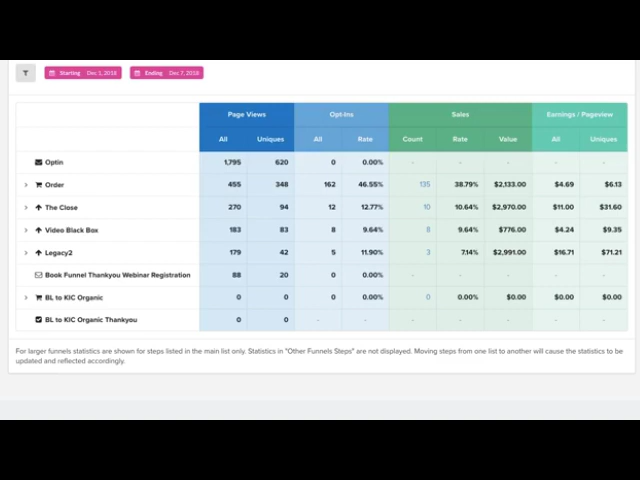 Starting Dec 1, 2018 Ending Dec 7, 2018
Page Views Opt-Ins Sales Earnings / Pageview
All Uniques All Rate Count Rate Value All Uniques
Optin 1,795 620 0 0.00% - - - - -
Order 455 348 162 46.55% 135 38.79% $2,133.00 $4.69 $6.13
The Close 270 94 12 12.77% 10 10.64% $2,970.00 $11.00 $31.60
Video Black Box 183 83 8 9.64% 8 9.64% $776.00 $4.24 $9.35
Legacy2 179 42 5 11.90% 3 7.14% $2,991.00 $16.71 $71.21
Book Funnel Thankyou Webinar Registration 88 20 0 0.00% - - - - -
BL to KIC Organic 0 0 0 0.00% 0 0.00% $0.00 $0.00 $0.00
BL to KIC Organic Thankyou 0 0 - - - - - - -
For larger funnels statistics are shown for steps listed in the main list only. Statistics in "Other Funnels Steps" are not displayed. Moving steps from one list to another will cause the statistics to be
updated and reflected accordingly.